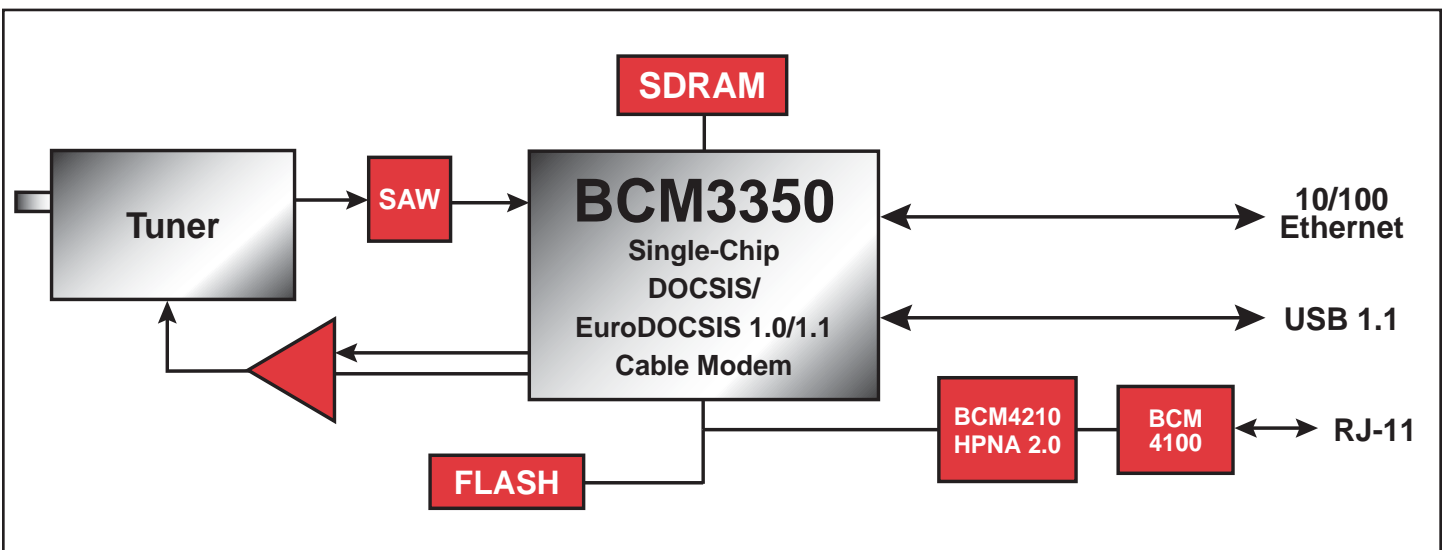 SDRAM
Tuner
SAW
BCM3350
Single-Chip
DOCSIS/
EuroDOCSIS 1.0/1.1
Cable Modem
10/100
Ethernet
USB 1.1
BCM4210
HPNA 2.0
BCM
4100
RJ-11
FLASH